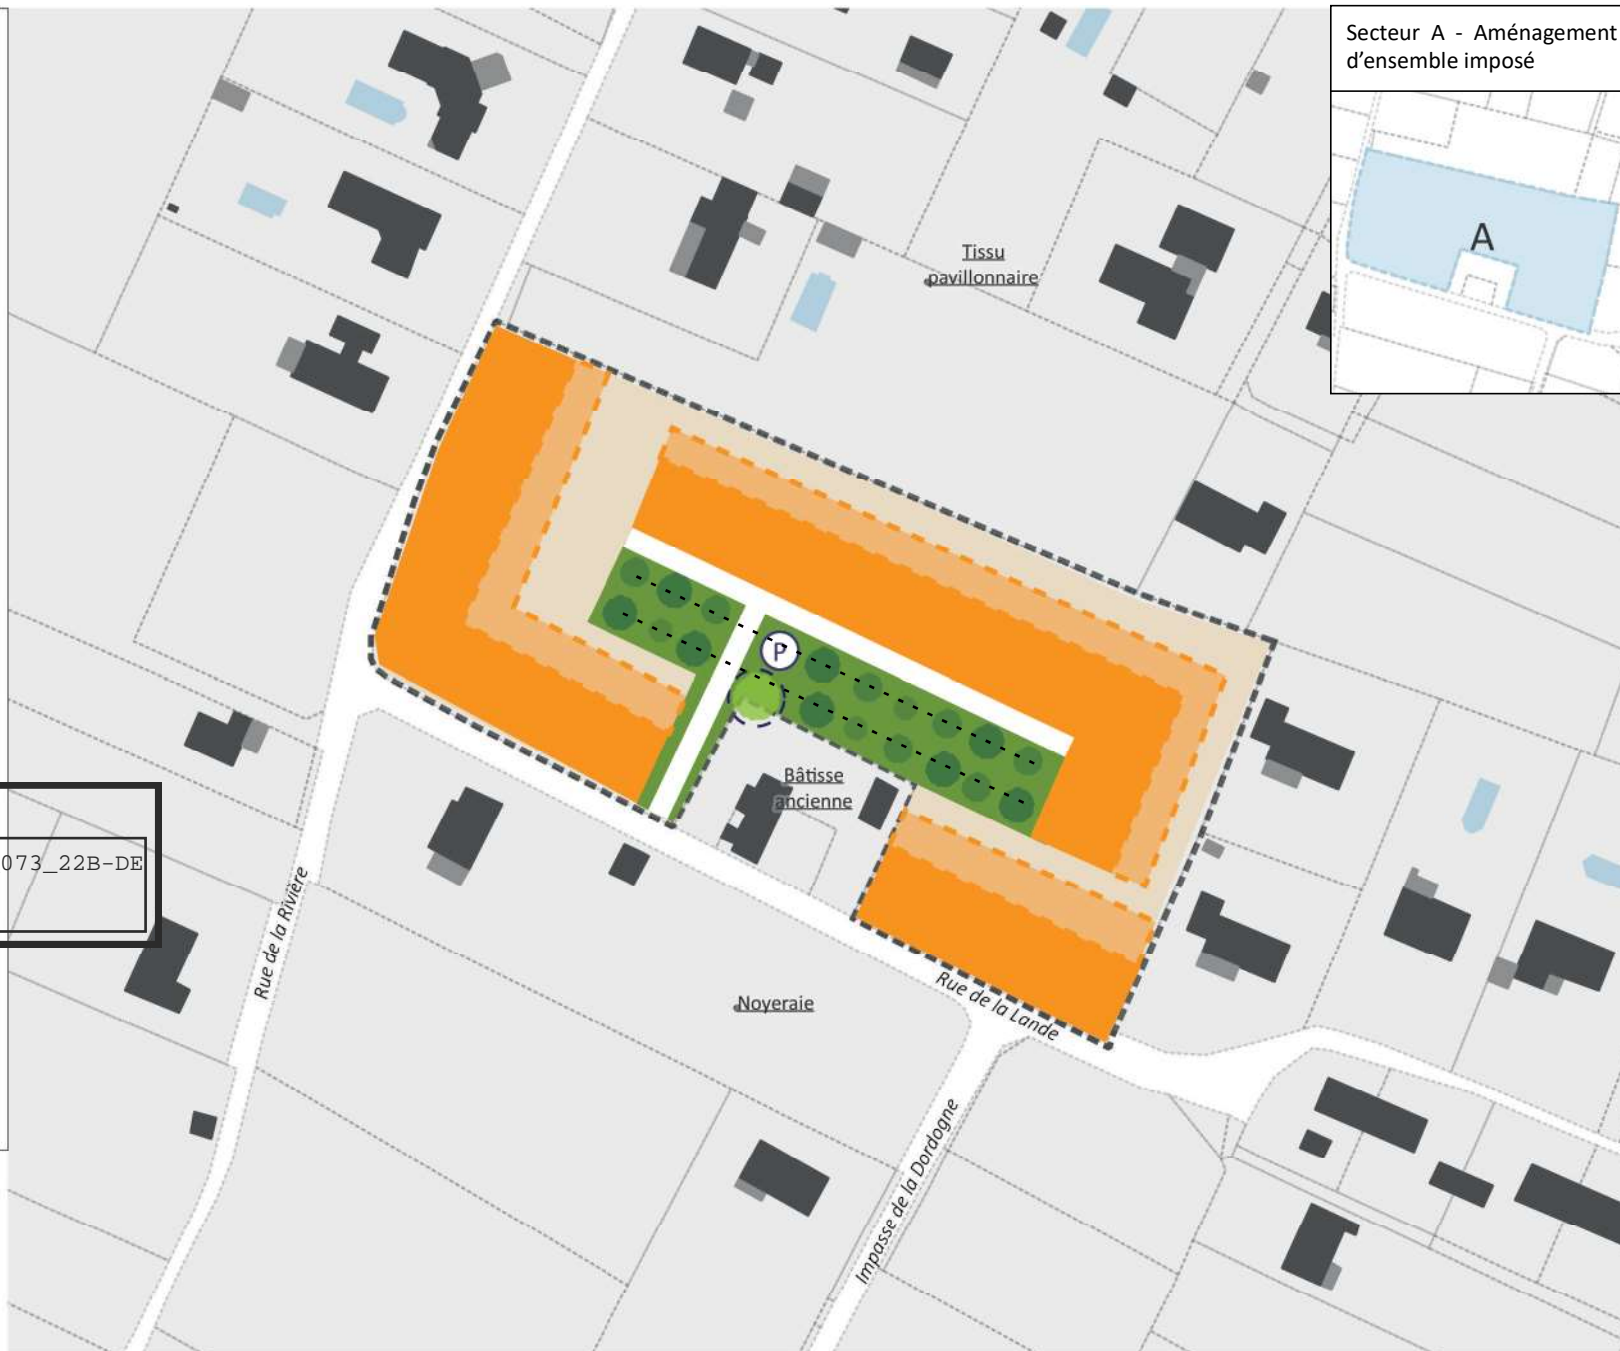 Secteur A - Aménagement
d’ensemble imposé
A
Tissu
pavillonnaire
P
Bâtisse
ancienne
073_22B-DE
Rue de la Rivière
Noyeraie
Rue de la Lande
Impasse de la Dordogne